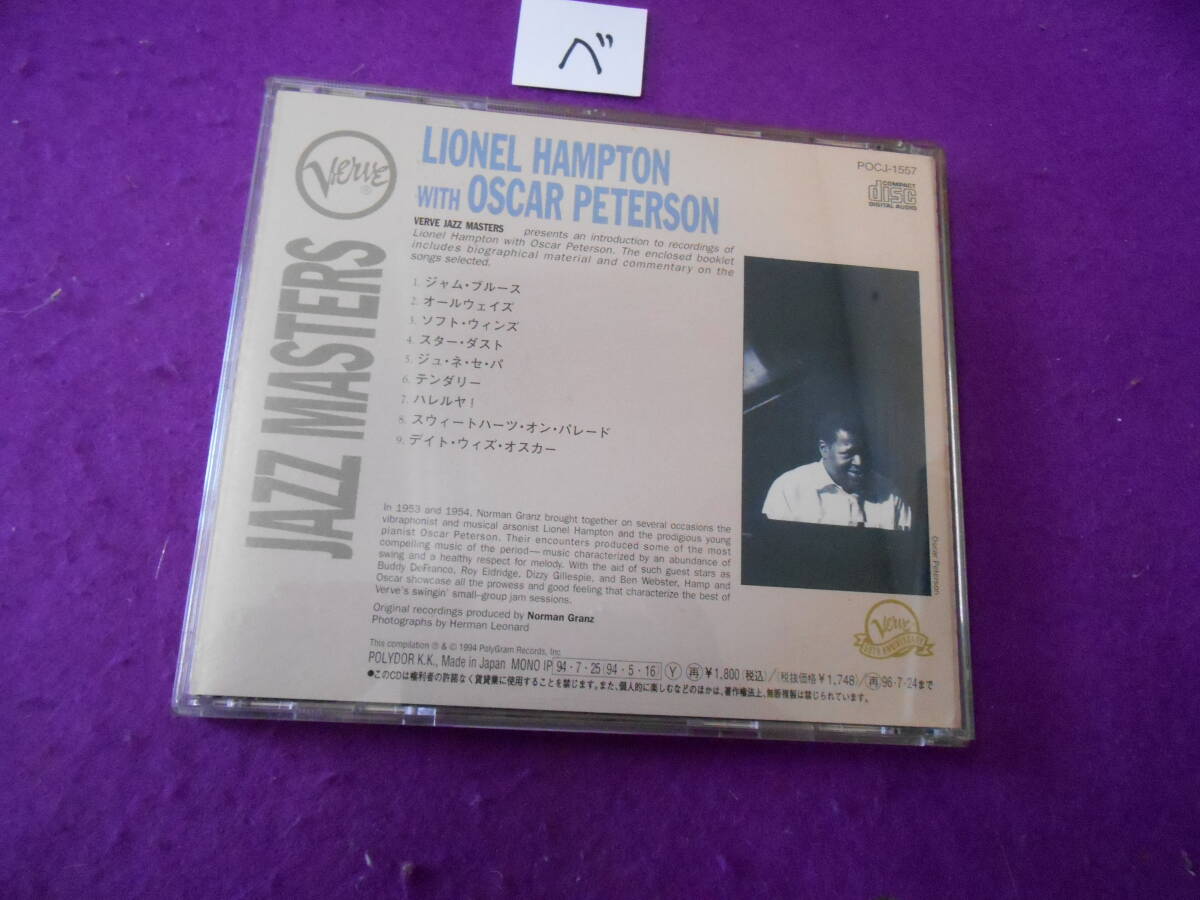 べ
Verve®
JAZZ MASTERS
LIONEL HAMPTON
WITH OSCAR PETERSON
POCJ-1557
COMPACT
disc
DIGITAL AUDIO
VERVE JAZZ MASTERS presents an introduction to recordings of
Lionel Hampton with Oscar Peterson. The enclosed booklet
includes biographical material and commentary on the
songs selected.
1. ジャム・ブルース
2. オールウェイズ
3. ソフト・ウィンズ
4. スター・ダスト
5. ジュ・ネ・セ・パ
6. テンダリー
7. ハレルヤ!
8. スウィートハーツ・オン・パレード
9. デイト・ウィズ・オスカー
In 1953 and 1954, Norman Granz brought together on several occasions the
vibraphonist and musical arsonist Lionel Hampton and the prodigious young
pianist Oscar Peterson. Their encounters produced some of the most
compelling music of the period—music characterized by an abundance of
swing and a healthy respect for melody. With the aid of such guest stars as
Buddy DeFranco, Roy Eldridge, Dizzy Gillespie, and Ben Webster, Hamp and
Oscar showcase all the prowess and good feeling that characterize the best of
Verve's swingin' small-group jam sessions.
Original recordings produced by Norman Granz
Photographs by Herman Leonard
Oscar Peterson
Verve
50TH ANNIVERSARY
This compilation ℗ & © 1994 PolyGram Records, Inc
POLYDOR K.K., Made in Japan MONO IP 94・7・25 94・5・16 Y 再 ¥1,800(税込)/(税抜価格¥1,748)/再96・7・24まで
●このCDは権利者の許諾なく賃貸業に使用することを禁じます。また、個人的に楽しむなどのほかは、著作権法上、無断複製は禁じられています。